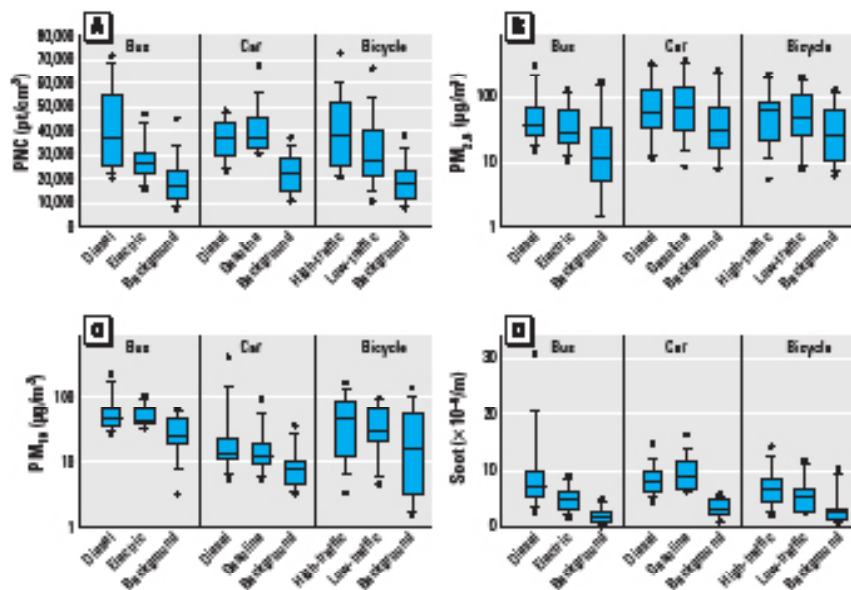 A
Bus Car Bicycle
PNC (pt/cm³)
80,000
70,000
60,000
50,000
40,000
30,000
20,000
10,000
0
Diesel Electric Background Diesel Gasoline Background High-traffic Low-traffic Background
B
Bus Car Bicycle
PM2.5 (µg/m³)
100
10
1
Diesel Electric Background Diesel Gasoline Background High-traffic Low-traffic Background
C
Bus Car Bicycle
PM10 (µg/m³)
100
10
1
Diesel Electric Background Diesel Gasoline Background High-traffic Low-traffic Background
D
Bus Car Bicycle
30
20
10
0
Diesel Electric Background Diesel Gasoline Background High-traffic Low-traffic Background